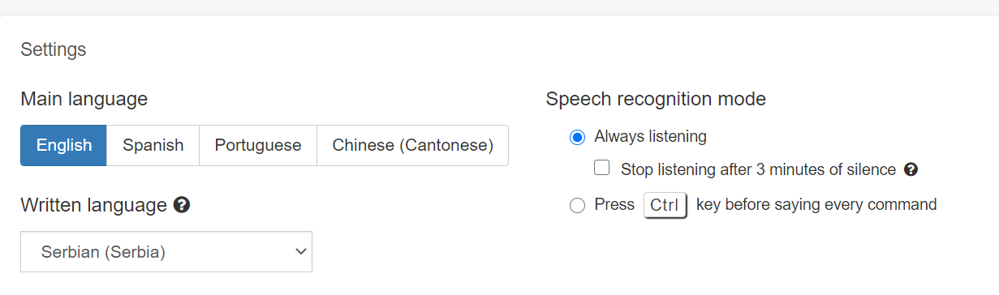 Settings
Main language
English Spanish Portuguese Chinese (Cantonese)
Written language ?
Serbian (Serbia)
Speech recognition mode
Always listening
Stop listening after 3 minutes of silence ?
Press Ctrl key before saying every command